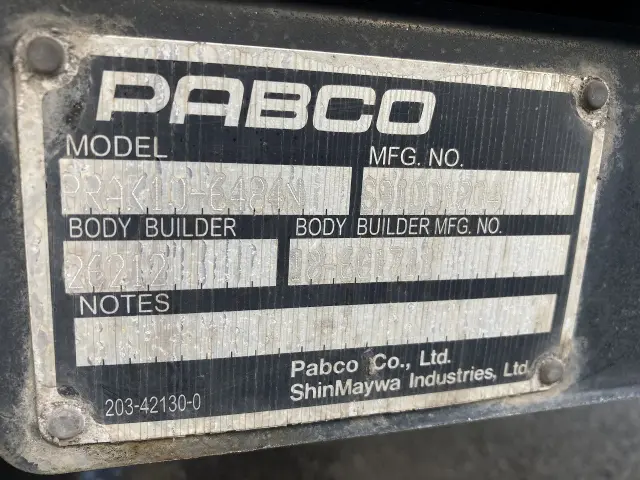 PABCO
MODEL MFG. NO.
BODY BUILDER BODY BUILDER MFG. NO.
26212
NOTES
Pabco Co., Ltd.
203-42130-0 ShinMaywa Industries, Ltd.